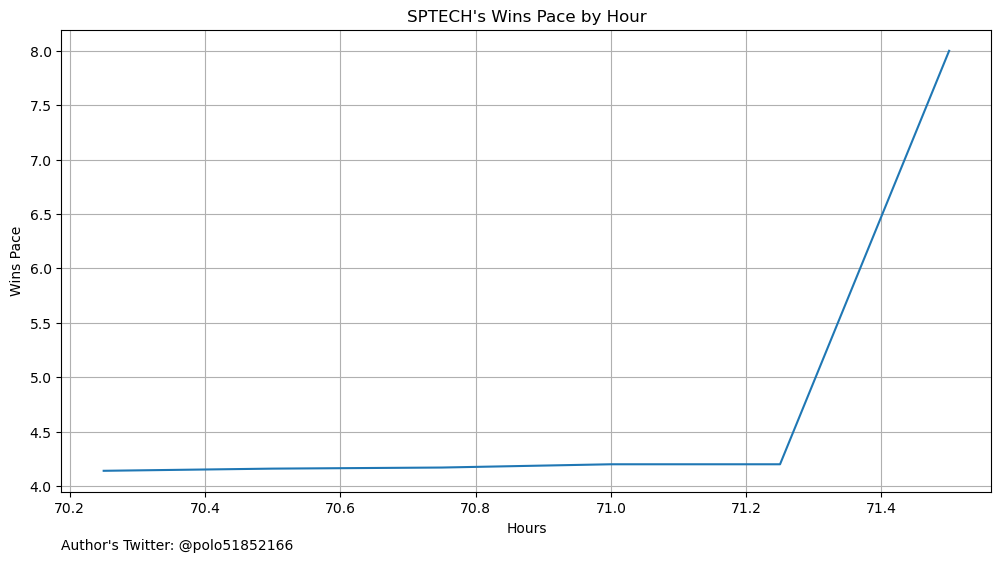 SPTECH's Wins Pace by Hour
8.0
7.5
7.0
6.5
6.0
5.5
5.0
4.5
4.0
Wins Pace
70.2 70.4 70.6 70.8 71.0 71.2 71.4
Hours
Author's Twitter: @polo51852166